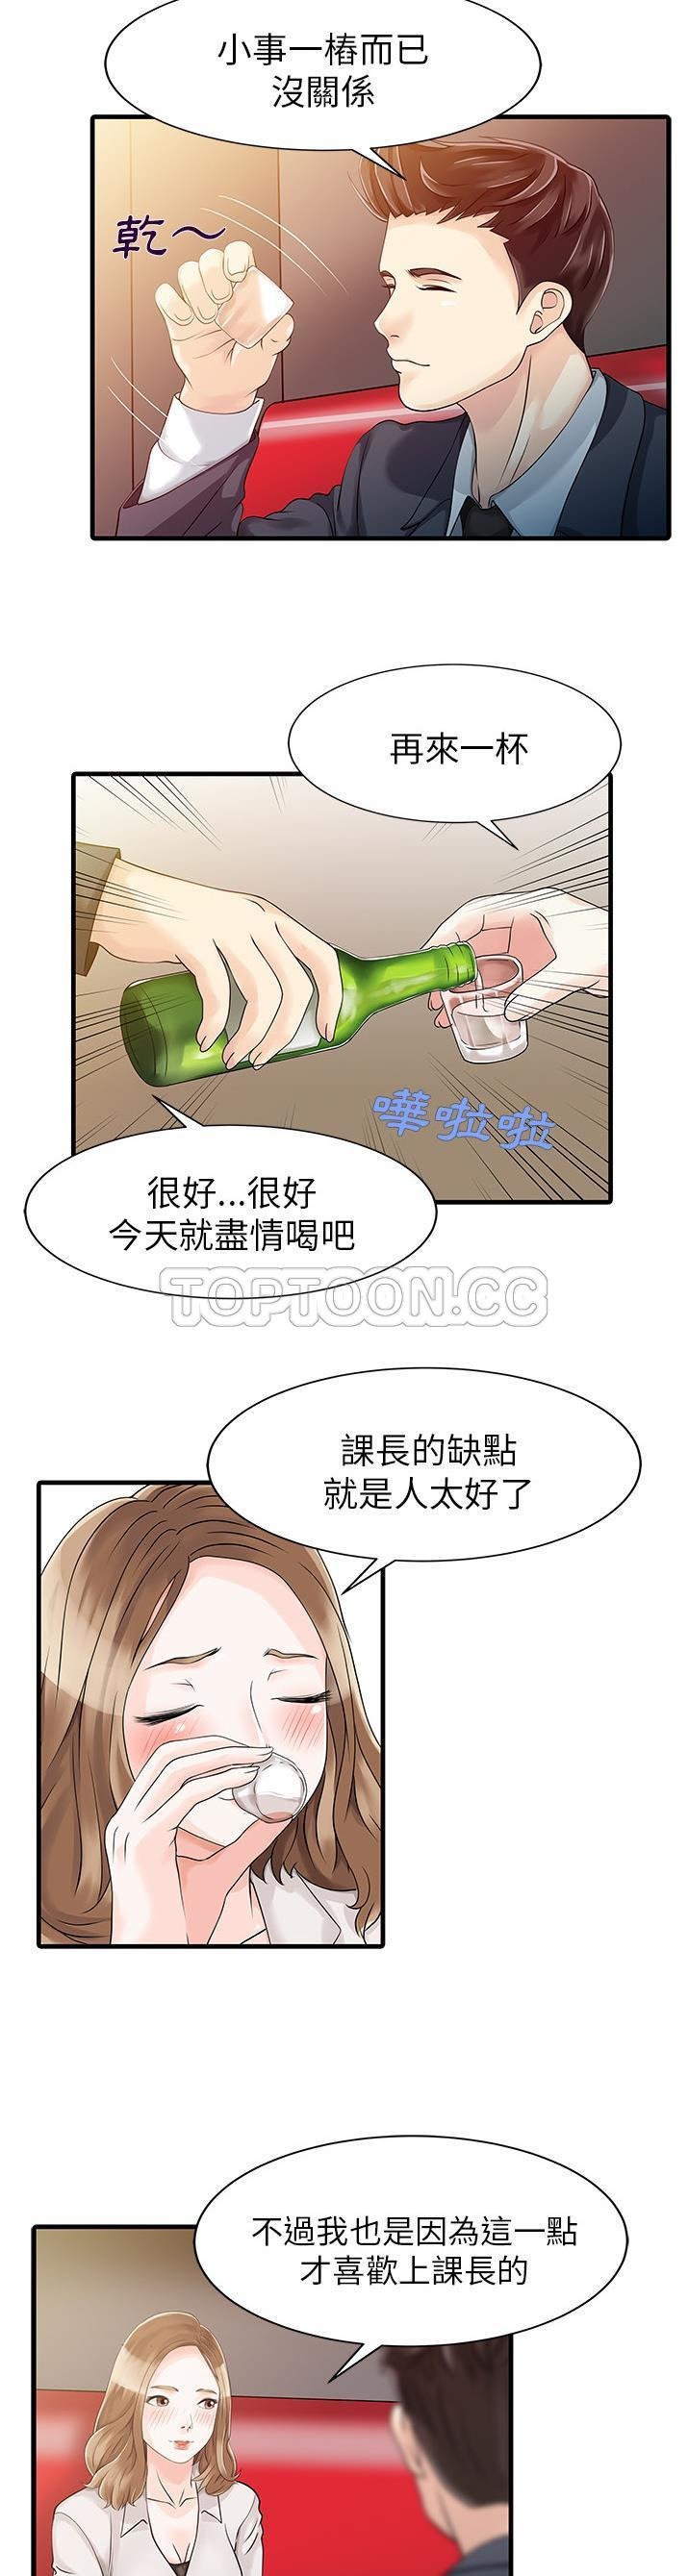 小事一樁而已
沒關係
乾～
再來一杯
嘩啦啦
很好...很好
今天就盡情喝吧
TOPTOON.CC
課長的缺點
就是人太好了
不過我也是因為這一點
才喜歡上課長的